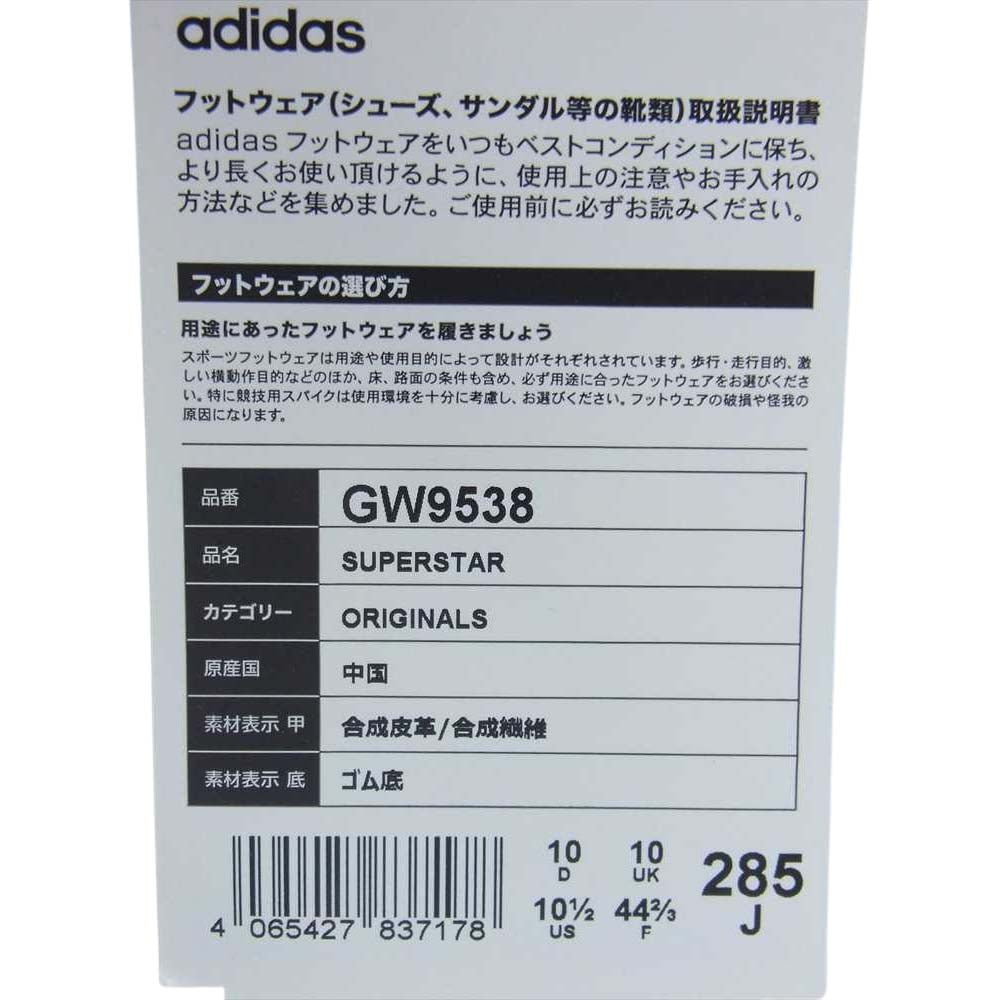 adidas
フットウェア(シューズ、サンダル等の靴類)取扱説明書
adidas フットウェアをいつもベストコンディションに保ち、
より長くお使い頂けるように、使用上の注意やお手入れの
方法などを集めました。ご使用前に必ずお読みください。
フットウェアの選び方
用途にあったフットウェアを履きましょう
スポーツフットウェアは用途や使用目的によって設計がそれぞれされています。歩行・走行目的、激
しい横動作目的などのほか、床、路面の条件も含め、必ず用途に合ったフットウェアをお選びくださ
い。特に競技用スパイクは使用環境を十分に考慮し、お選びください。フットウェアの破損や怪我の
原因になります。
品番 GW9538
品名 SUPERSTAR
カテゴリー ORIGINALS
原産国 中国
素材表示 甲 合成皮革/合成繊維
素材表示 底 ゴム底
10 10 285
D UK J
10½ 44⅔
US F
4 065427 837178